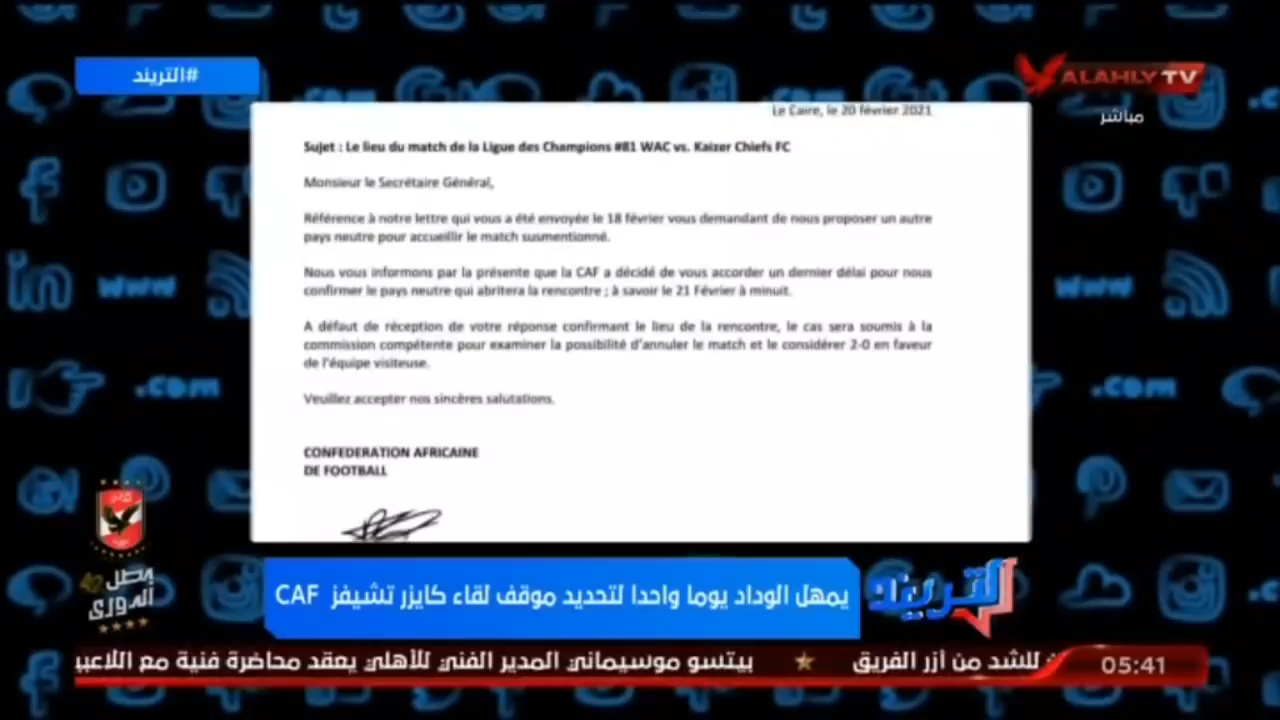 #التريند
ALAHLY TV
مباشر
Le Caire, le 20 février 2021
Sujet : Le lieu du match de la Ligue des Champions #81 WAC vs. Kaizer Chiefs FC
Monsieur le Secrétaire Général,
Référence à notre lettre qui vous a été envoyée le 18 février vous demandant de nous proposer un autre
pays neutre pour accueillir le match susmentionné.
Nous vous informons par la présente que la CAF a décidé de vous accorder un dernier délai pour nous
confirmer le pays neutre qui abritera la rencontre ; à savoir le 21 Février à minuit.
A défaut de réception de votre réponse confirmant le lieu de la rencontre, le cas sera soumis à la
commission compétente pour examiner la possibilité d'annuler le match et le considérer 2-0 en faveur
de l'équipe visiteuse.
Veuillez accepter nos sincères salutations.
CONFEDERATION AFRICAINE
DE FOOTBALL
www
www
.com
.com
بطل
الدورى
التريند
يمهل الوداد يوما واحدا لتحديد موقف لقاء كايزر تشيفز CAF
للشد من أزر الفريق ★ بيتسو موسيماني المدير الفني للأهلي يعقد محاضرة فنية مع
05:41